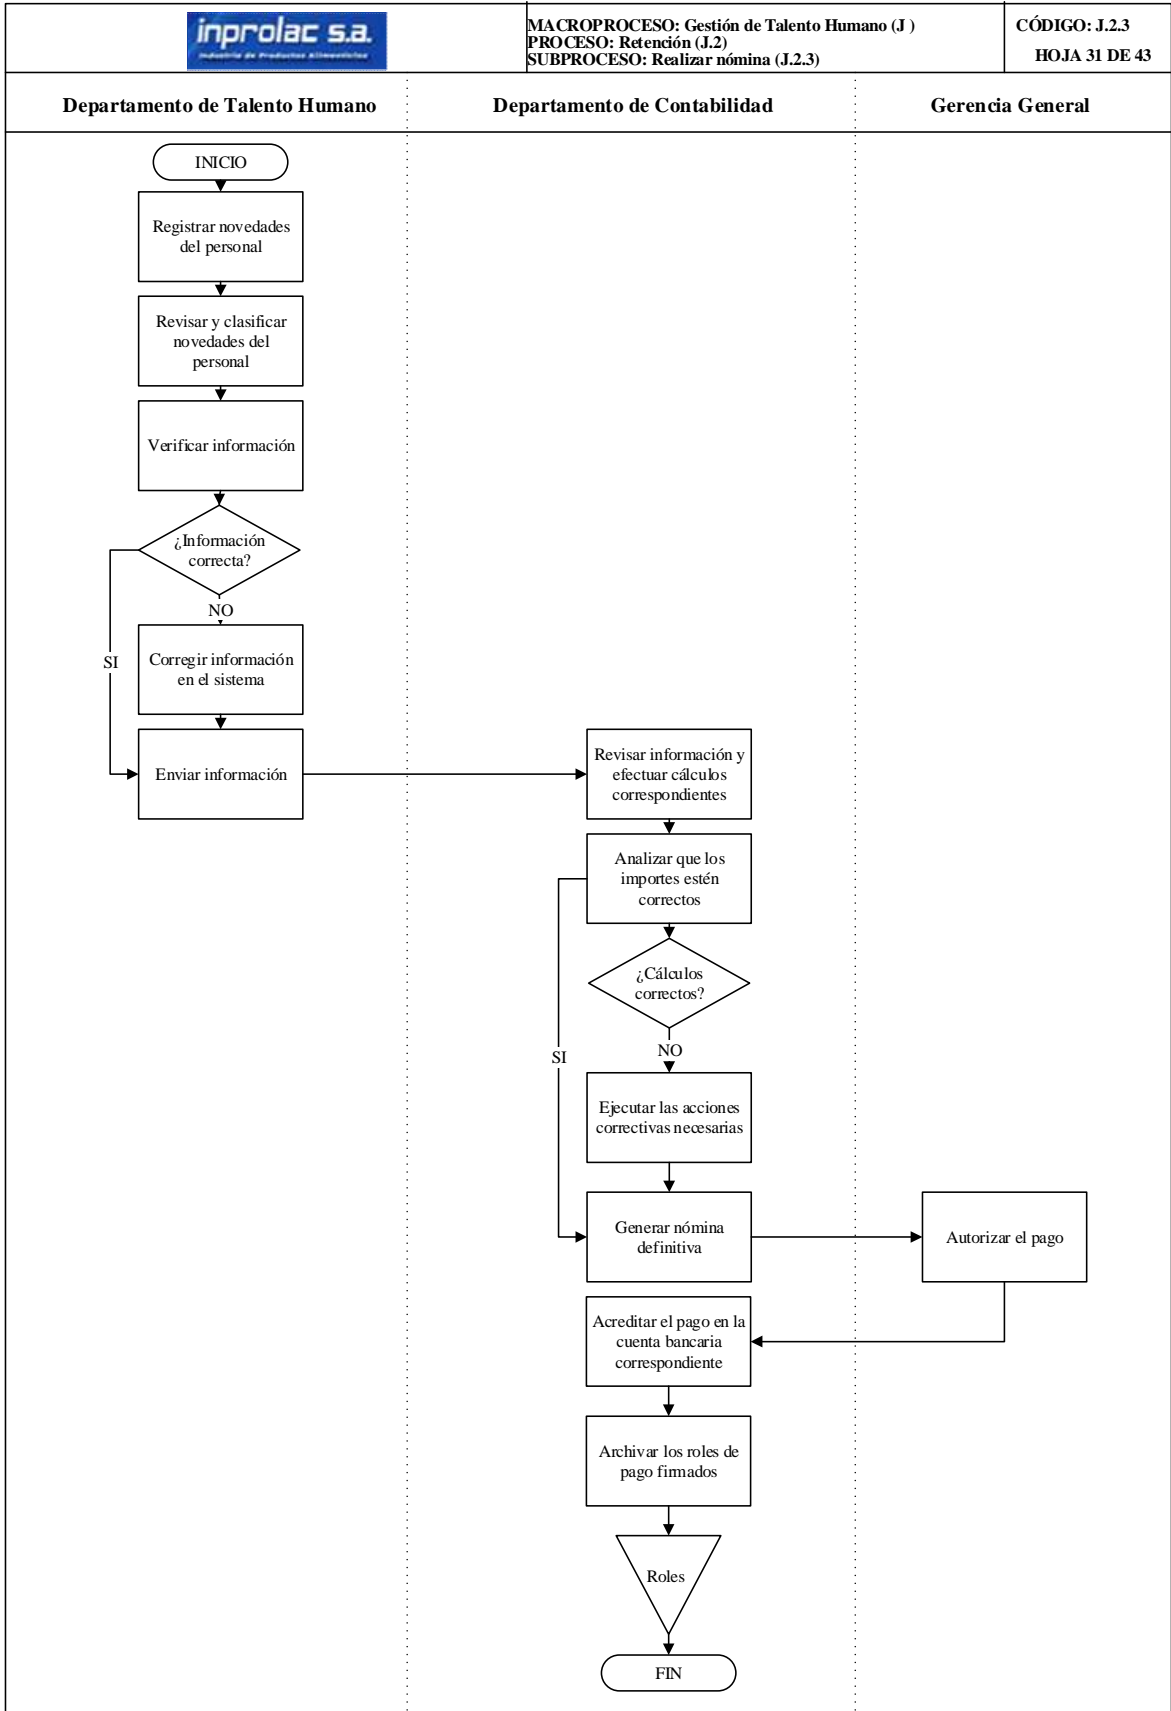 inprolac s.a.
Industria de Productos Alimenticios
MACROPROCESO: Gestión de Talento Humano (J )
PROCESO: Retención (J.2)
SUBPROCESO: Realizar nómina (J.2.3)
CÓDIGO: J.2.3
HOJA 31 DE 43
Departamento de Talento Humano
Departamento de Contabilidad
Gerencia General
INICIO
Registrar novedades
del personal
Revisar y clasificar
novedades del
personal
Verificar información
¿Información
correcta?
NO
SI
Corregir información
en el sistema
Enviar información
Revisar información y
efectuar cálculos
correspondientes
Analizar que los
importes estén
correctos
¿Cálculos
correctos?
NO
SI
Ejecutar las acciones
correctivas necesarias
Generar nómina
definitiva
Autorizar el pago
Acreditar el pago en la
cuenta bancaria
correspondiente
Archivar los roles de
pago firmados
Roles
FIN